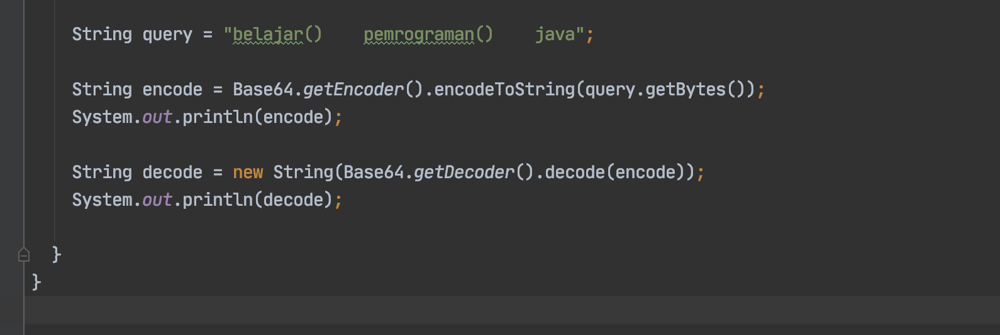 String query = "belajar()    pemrograman()    java";
String encode = Base64.getEncoder().encodeToString(query.getBytes());
System.out.println(encode);
String decode = new String(Base64.getDecoder().decode(encode));
System.out.println(decode);
}
}